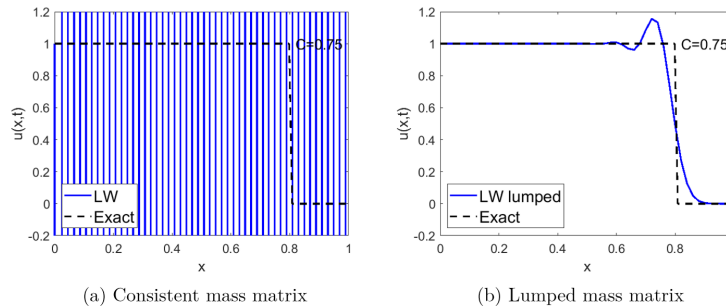 1.2
1
0.8
0.6
0.4
0.2
0
-0.2
u(x,t)
C=0.75
LW
Exact
0 0.2 0.4 0.6 0.8 1
x
(a) Consistent mass matrix
1.2
1
0.8
0.6
0.4
0.2
0
-0.2
u(x,t)
C=0.75
LW lumped
Exact
0 0.2 0.4 0.6 0.8
x
(b) Lumped mass matrix